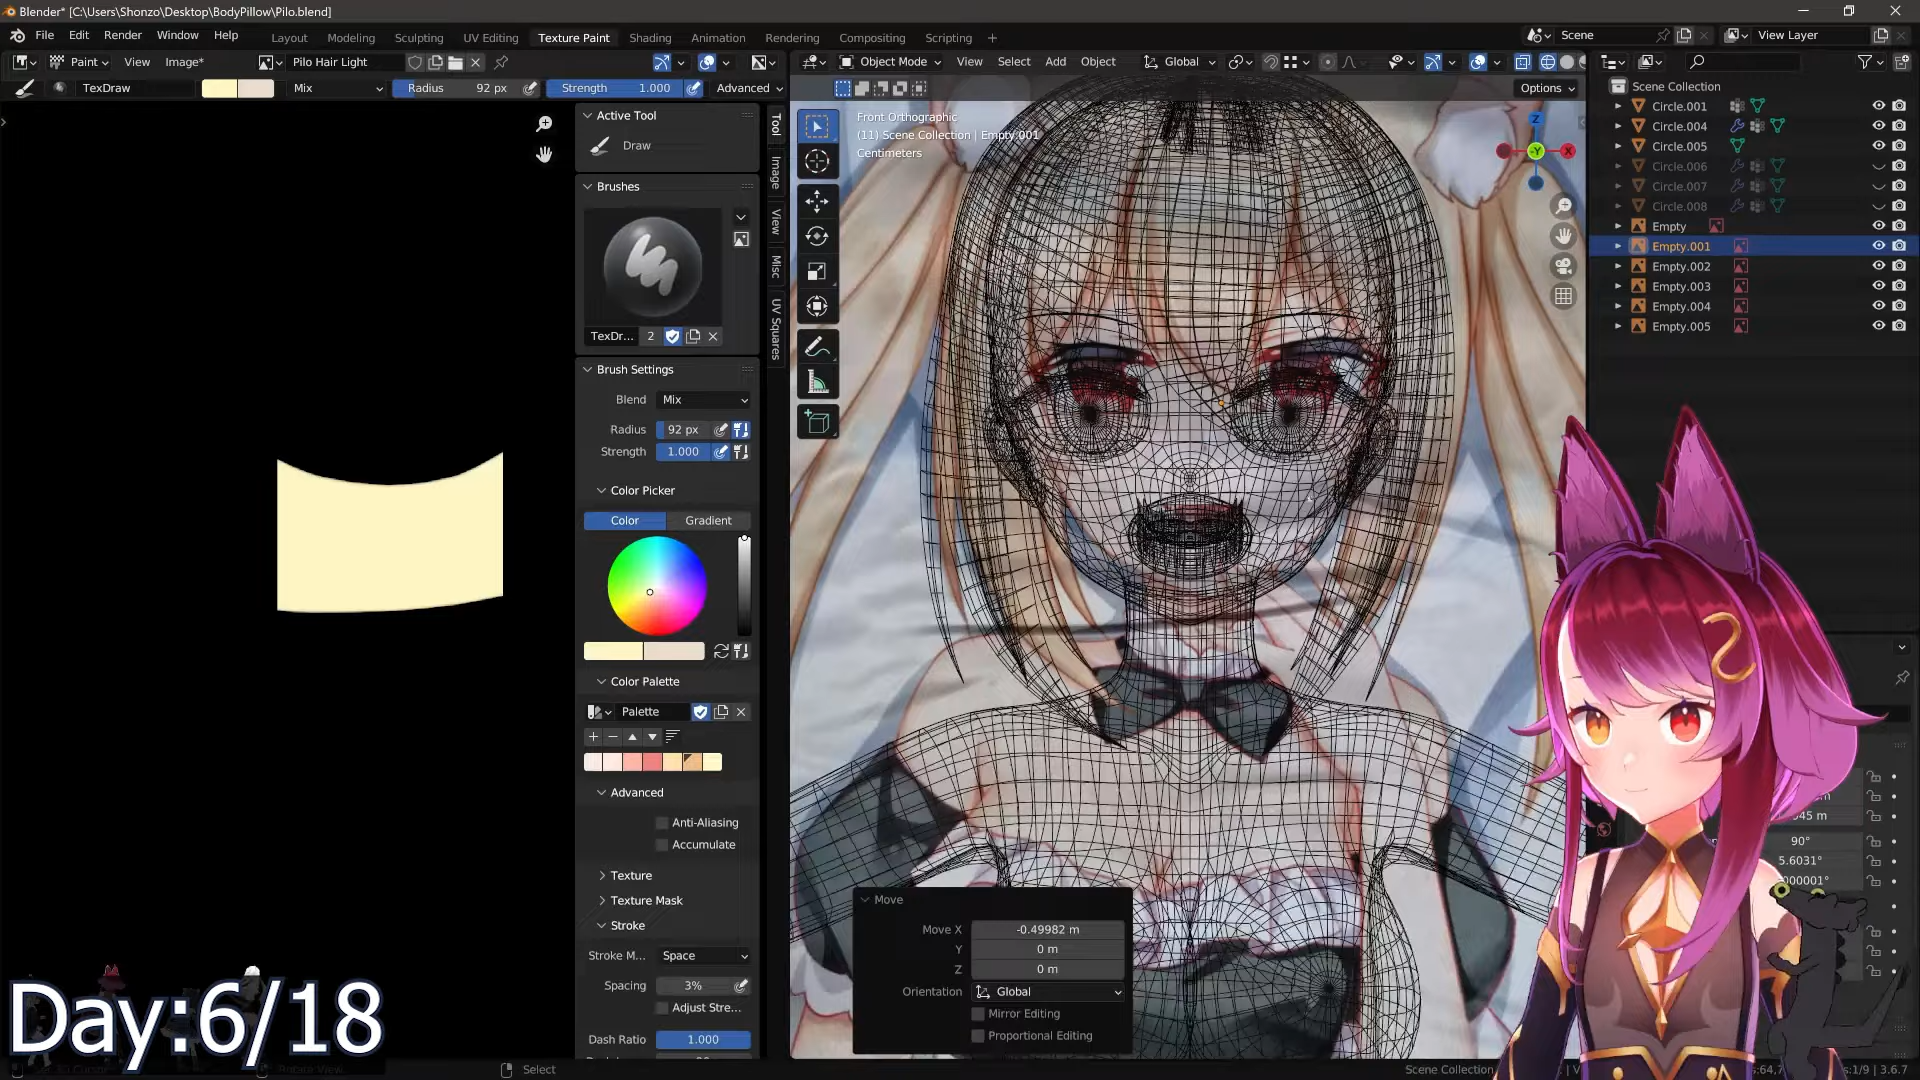 Blender* [C:\Users\Shonzo\Desktop\BodyPillow\Pilo.blend]
File Edit Render Window Help
Layout Modeling Sculpting UV Editing Texture Paint Shading Animation Rendering Compositing Scripting +
Scene
View Layer
Paint View Image* Pilo Hair Light
Object Mode View Select Add Object Global
TexDraw Mix Radius 92 px Strength 1.000 Advanced
Options
Active Tool
Draw
Brushes
TexDr... 2
Brush Settings
Blend Mix
Radius 92 px
Strength 1.000
Color Picker
Color Gradient
Color Palette
Palette
Advanced
Anti-Aliasing
Accumulate
Texture
Texture Mask
Stroke
Stroke M... Space
Spacing 3%
Adjust Stre...
Dash Ratio 1.000
Tool
Image
View
Misc
UV Squares
Front Orthographic
(11) Scene Collection | Empty.001
Centimeters
Z
-Y
X
Move
Move X -0.49982 m
Y 0 m
Z 0 m
Orientation Global
Mirror Editing
Proportional Editing
Scene Collection
Circle.001
Circle.004
Circle.005
Circle.006
Circle.007
Circle.008
Empty
Empty.001
Empty.002
Empty.003
Empty.004
Empty.005
90°
5.6031°
Day:6/18
Select
Scene Collection
3.6.7